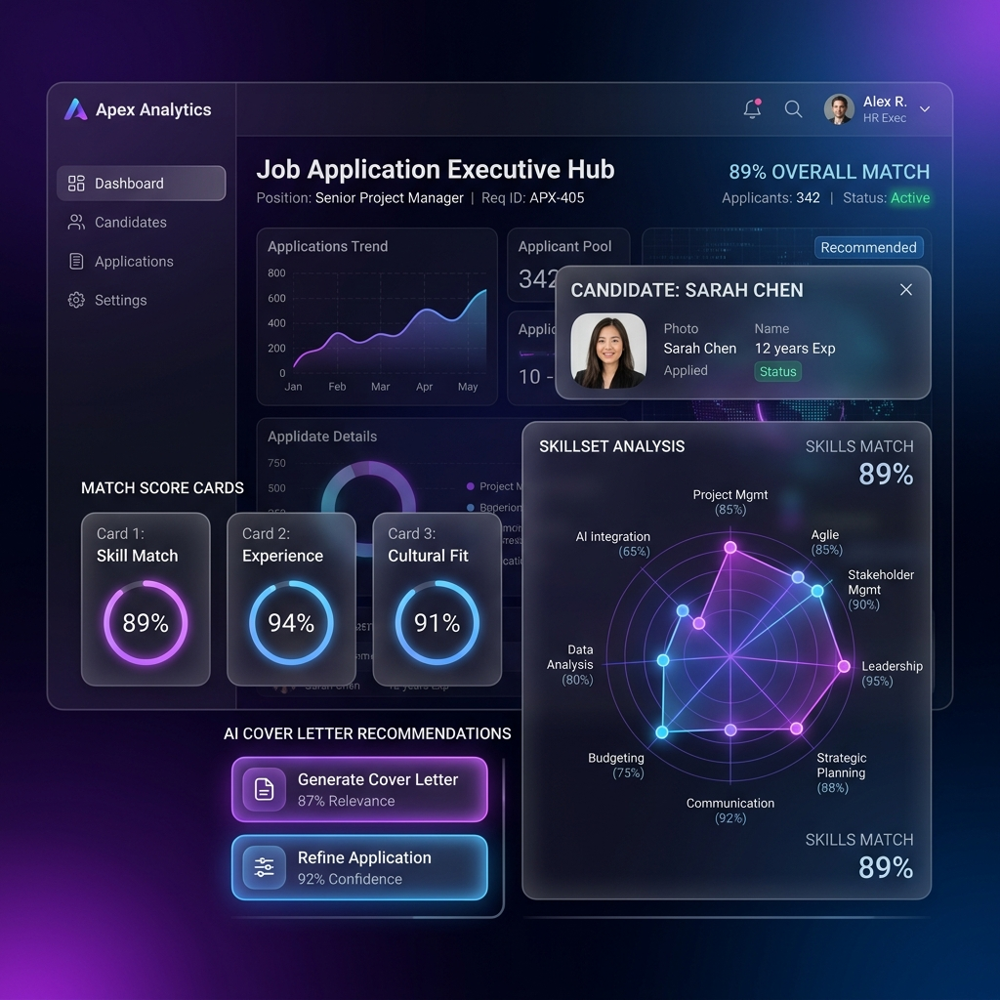 Apex Analytics
Alex R.
HR Exec
Dashboard
Candidates
Applications
Settings
Job Application Executive Hub
Position: Senior Project Manager | Req ID: APX-405
89% OVERALL MATCH
Applicants: 342 | Status: Active
Applications Trend
800
600
400
200
0
Jan Feb Mar Apr May
Applicant Pool
342
10 -
Recommended
CANDIDATE: SARAH CHEN
Photo
Sarah Chen
Applied
Name
12 years Exp
Status
Applidate Details
750
500
Project M
MATCH SCORE CARDS
Card 1:
Skill Match
89%
Card 2:
Experience
94%
Card 3:
Cultural Fit
91%
Sarah Chen
12 years Exp
SKILLSET ANALYSIS
SKILLS MATCH
89%
Project Mgmt
(85%)
Agile
(85%)
Stakeholder
Mgmt
(90%)
Leadership
(95%)
Strategic
Planning
(88%)
Communication
(92%)
Budgeting
(75%)
Data
Analysis
(80%)
AI integration
(65%)
SKILLS MATCH
89%
AI COVER LETTER RECOMMENDATIONS
Generate Cover Letter
87% Relevance
Refine Application
92% Confidence